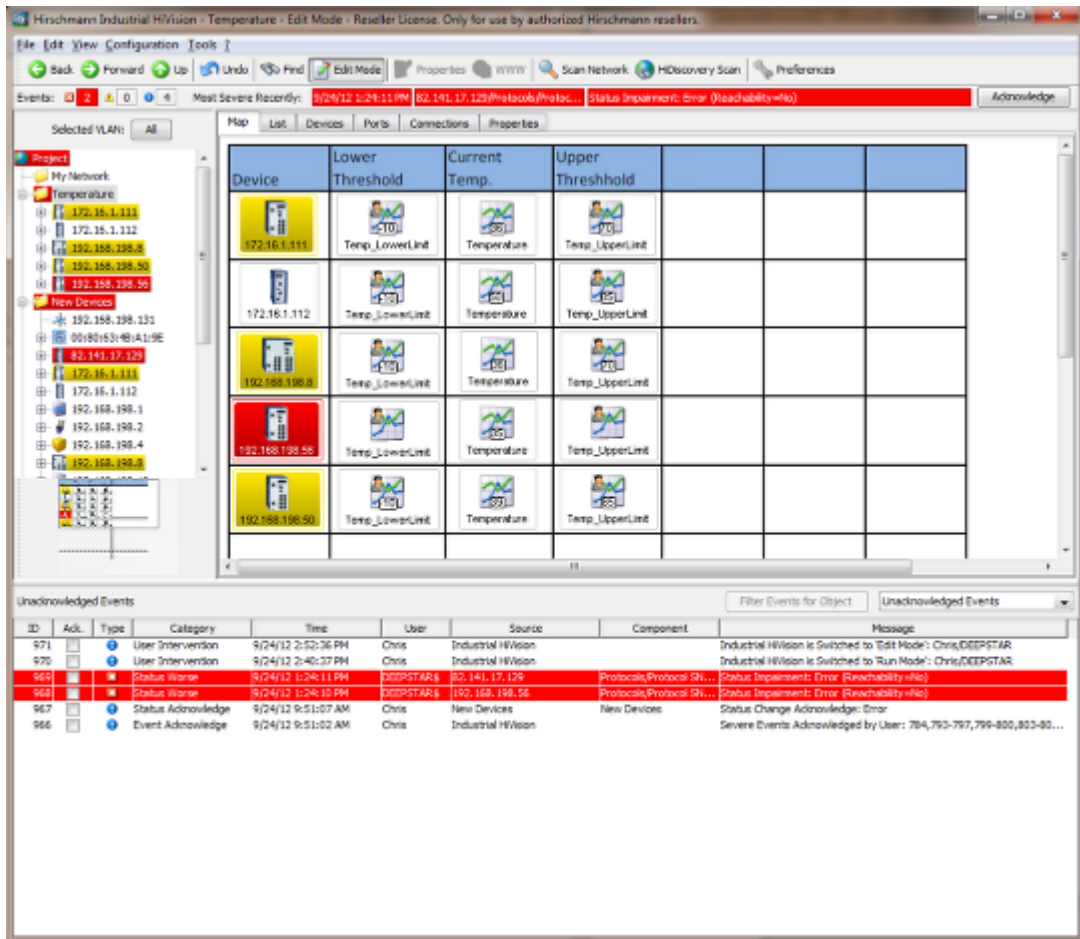 Hirschmann Industrial HiVision - Temperature - Edit Mode - Reseller License. Only for use by authorized Hirschmann resellers.
File Edit View Configuration Tools ?
Back Forward Up Undo Find Edit Mode Properties WWW Scan Network HiDiscovery Scan Preferences
Events: 2 0 4 Most Severe Recently: 9/24/12 1:24:11 PM 82.141.17.129/Protocols/Protoc... Status Impairment: Error (Reachability=No) Acknowledge
Selected VLAN: All
Project
My Network
Temperature
172.16.1.111
172.16.1.112
192.168.198.8
192.168.198.50
192.168.198.56
New Devices
192.168.198.131
00:80:63:4B:A1:9E
82.141.17.129
172.16.1.111
172.16.1.112
192.168.198.1
192.168.198.2
192.168.198.4
192.168.198.8
Map List Devices Ports Connections Properties
Device Lower Threshold Current Temp. Upper Threshhold
172.16.1.111 Temp_LowerLimit Temperature Temp_UpperLimit
172.16.1.112 Temp_LowerLimit Temperature Temp_UpperLimit
192.168.198.8 Temp_LowerLimit Temperature Temp_UpperLimit
192.168.198.56 Temp_LowerLimit Temperature Temp_UpperLimit
192.168.198.50 Temp_LowerLimit Temperature Temp_UpperLimit
Unacknowledged Events Filter Events for Object Unacknowledged Events
ID Ack. Type Category Time User Source Component Message
971 User Intervention 9/24/12 2:52:36 PM Chris Industrial HiVision Industrial HiVision is Switched to 'Edit Mode': Chris/DEEPSTAR
970 User Intervention 9/24/12 2:40:37 PM Chris Industrial HiVision Industrial HiVision is Switched to 'Run Mode': Chris/DEEPSTAR
969 Status Worse 9/24/12 1:24:11 PM DEEPSTAR$ 82.141.17.129 Protocols/Protocol SN... Status Impairment: Error (Reachability=No)
968 Status Worse 9/24/12 1:24:10 PM DEEPSTAR$ 192.168.198.56 Protocols/Protocol SN... Status Impairment: Error (Reachability=No)
967 Status Acknowledge 9/24/12 9:51:07 AM Chris New Devices New Devices Status Change Acknowledge: Error
966 Event Acknowledge 9/24/12 9:51:02 AM Chris Industrial HiVision Severe Events Acknowledged by User: 784,793-797,799-800,803-80...